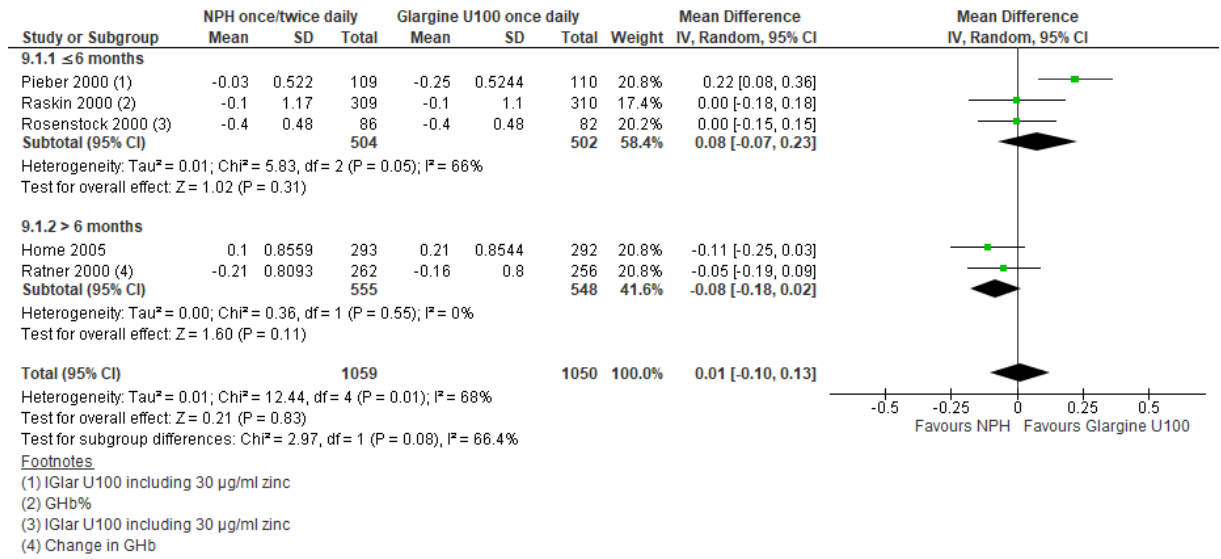 NPH once/twice daily Glargine U100 once daily Mean Difference Mean Difference
Study or Subgroup Mean SD Total Mean SD Total Weight IV, Random, 95% CI IV, Random, 95% CI
9.1.1 ≤6 months
Pieber 2000 (1) -0.03 0.522 109 -0.25 0.5244 110 20.8% 0.22 [0.08, 0.36]
Raskin 2000 (2) -0.1 1.17 309 -0.1 1.1 310 17.4% 0.00 [-0.18, 0.18]
Rosenstock 2000 (3) -0.4 0.48 86 -0.4 0.48 82 20.2% 0.00 [-0.15, 0.15]
Subtotal (95% CI) 504 502 58.4% 0.08 [-0.07, 0.23]
Heterogeneity: Tau² = 0.01; Chi² = 5.83, df = 2 (P = 0.05); I² = 66%
Test for overall effect: Z = 1.02 (P = 0.31)
9.1.2 > 6 months
Home 2005 0.1 0.8559 293 0.21 0.8544 292 20.8% -0.11 [-0.25, 0.03]
Ratner 2000 (4) -0.21 0.8093 262 -0.16 0.8 256 20.8% -0.05 [-0.19, 0.09]
Subtotal (95% CI) 555 548 41.6% -0.08 [-0.18, 0.02]
Heterogeneity: Tau² = 0.00; Chi² = 0.36, df = 1 (P = 0.55); I² = 0%
Test for overall effect: Z = 1.60 (P = 0.11)
Total (95% CI) 1059 1050 100.0% 0.01 [-0.10, 0.13]
Heterogeneity: Tau² = 0.01; Chi² = 12.44, df = 4 (P = 0.01); I² = 68%
Test for overall effect: Z = 0.21 (P = 0.83)
Test for subgroup differences: Chi² = 2.97, df = 1 (P = 0.08), I² = 66.4%
-0.5 -0.25 0 0.25 0.5
Favours NPH Favours Glargine U100
Footnotes
(1) IGlar U100 including 30 µg/ml zinc
(2) GHb%
(3) IGlar U100 including 30 µg/ml zinc
(4) Change in GHb